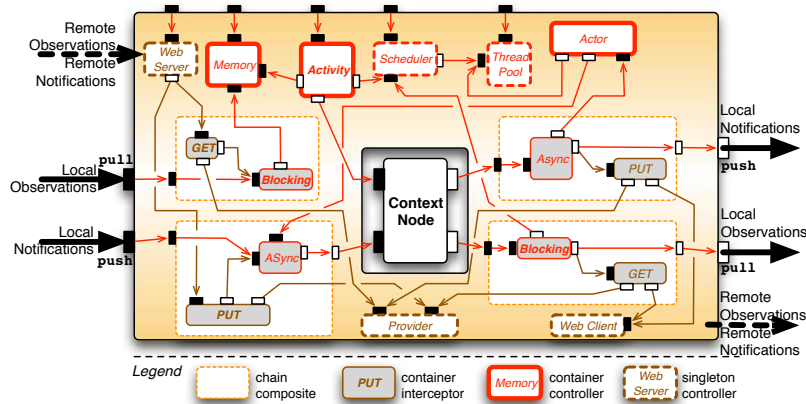 Remote
Observations
Remote
Notifications
Web
Server
Memory
Activity
Scheduler
Thread
Pool
Actor
GET
Blocking
Async
PUT
Local
Notifications
push
pull
Local
Observations
Context
Node
Local
Notifications
push
ASync
PUT
Blocking
GET
Local
Observations
pull
Provider
Web Client
Remote
Observations
Remote
Notifications
Legend
chain
composite
PUT
container
interceptor
Memory
container
controller
Web
Server
singleton
controller